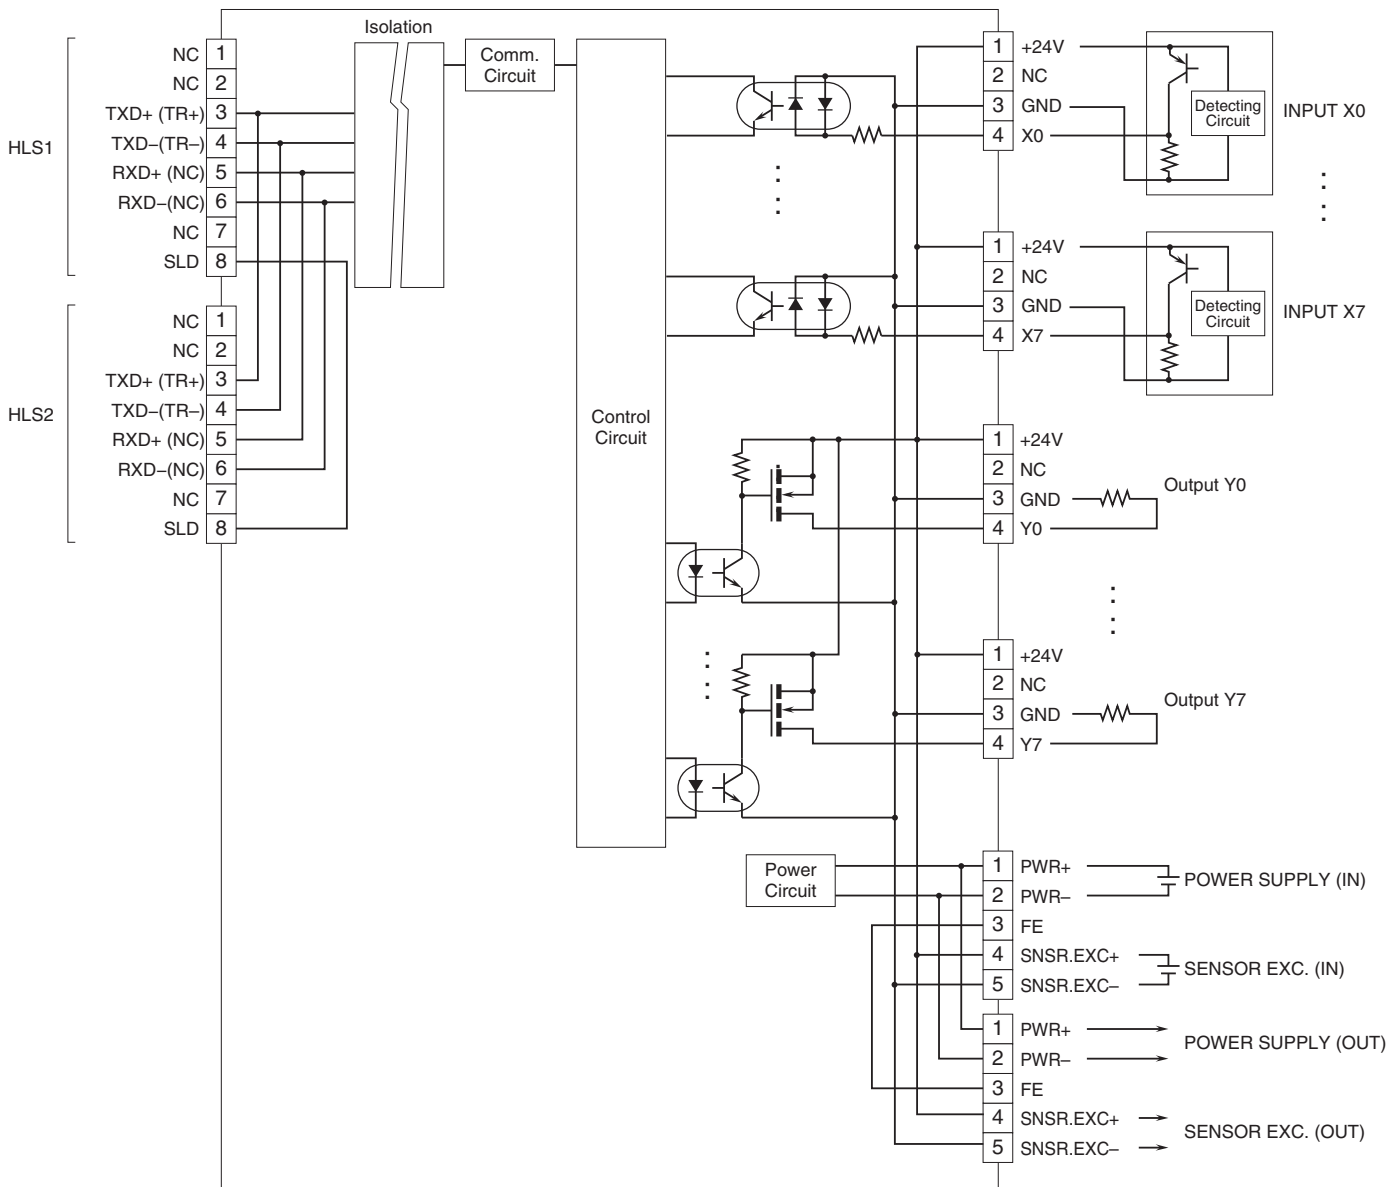 Isolation
Comm.
Circuit
HLS1
NC 1
NC 2
TXD+ (TR+) 3
TXD–(TR–) 4
RXD+ (NC) 5
RXD–(NC) 6
NC 7
SLD 8
HLS2
NC 1
NC 2
TXD+ (TR+) 3
TXD–(TR–) 4
RXD+ (NC) 5
RXD–(NC) 6
NC 7
SLD 8
Control
Circuit
1 +24V
2 NC
3 GND
4 X0
Detecting
Circuit
INPUT X0
1 +24V
2 NC
3 GND
4 X7
Detecting
Circuit
INPUT X7
1 +24V
2 NC
3 GND
4 Y0
Output Y0
1 +24V
2 NC
3 GND
4 Y7
Output Y7
Power
Circuit
1 PWR+
2 PWR–
3 FE
4 SNSR.EXC+
5 SNSR.EXC–
POWER SUPPLY (IN)
SENSOR EXC. (IN)
1 PWR+
2 PWR–
3 FE
4 SNSR.EXC+
5 SNSR.EXC–
POWER SUPPLY (OUT)
SENSOR EXC. (OUT)